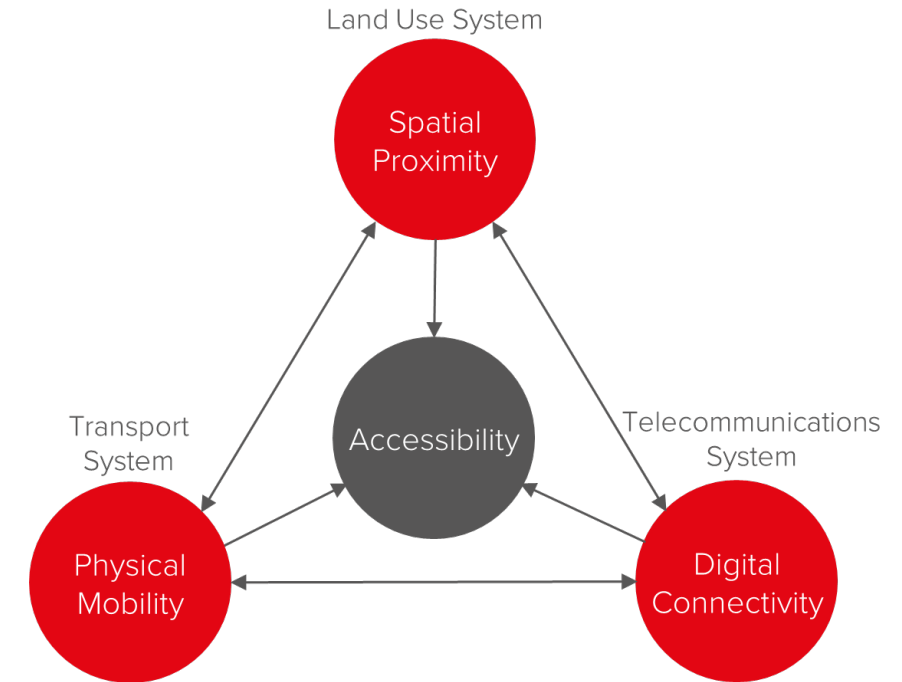 Land Use System
Spatial
Proximity
Accessibility
Transport
System
Telecommunications
System
Physical
Mobility
Digital
Connectivity